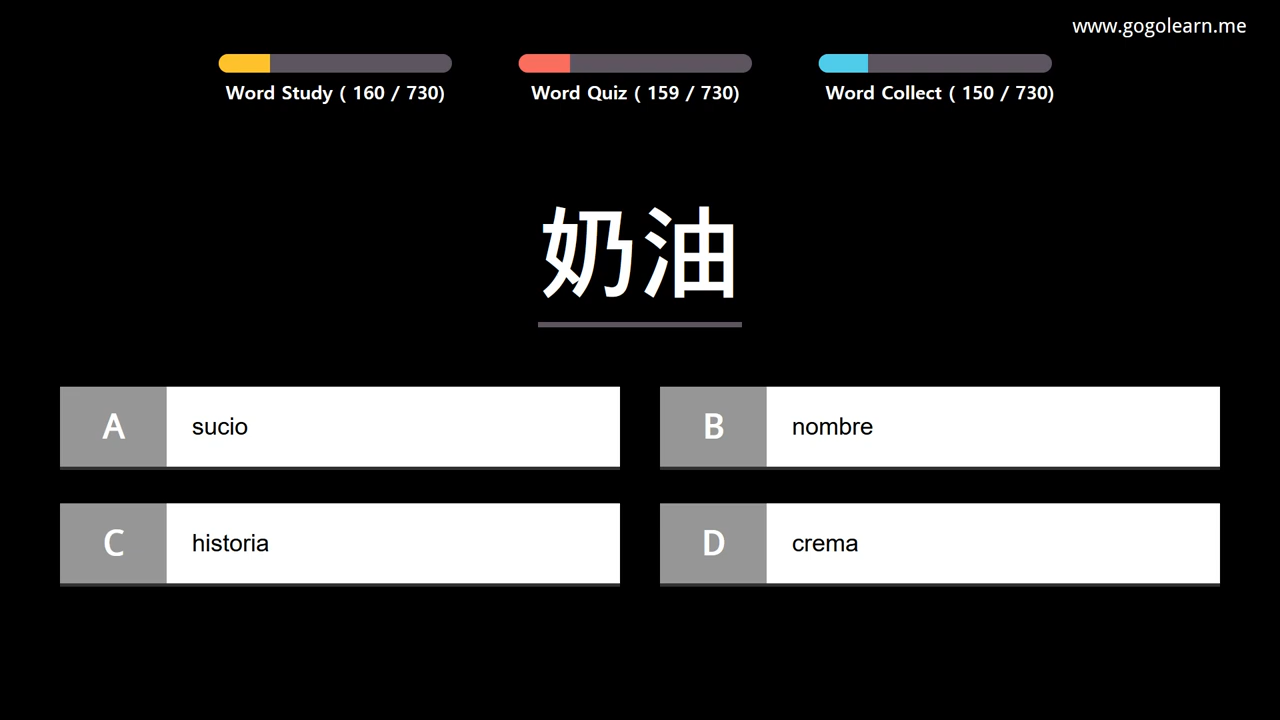 www.gogolearn.me
Word Study ( 160 / 730)
Word Quiz ( 159 / 730)
Word Collect ( 150 / 730)
奶油
A sucio
B nombre
C historia
D crema